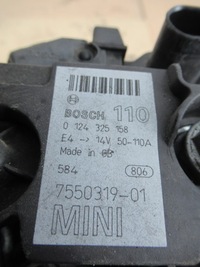 BOSCH 110
0 124 325 158
E4 --> 14V 50-110A
Made in
584 806
7550319-01
MINI